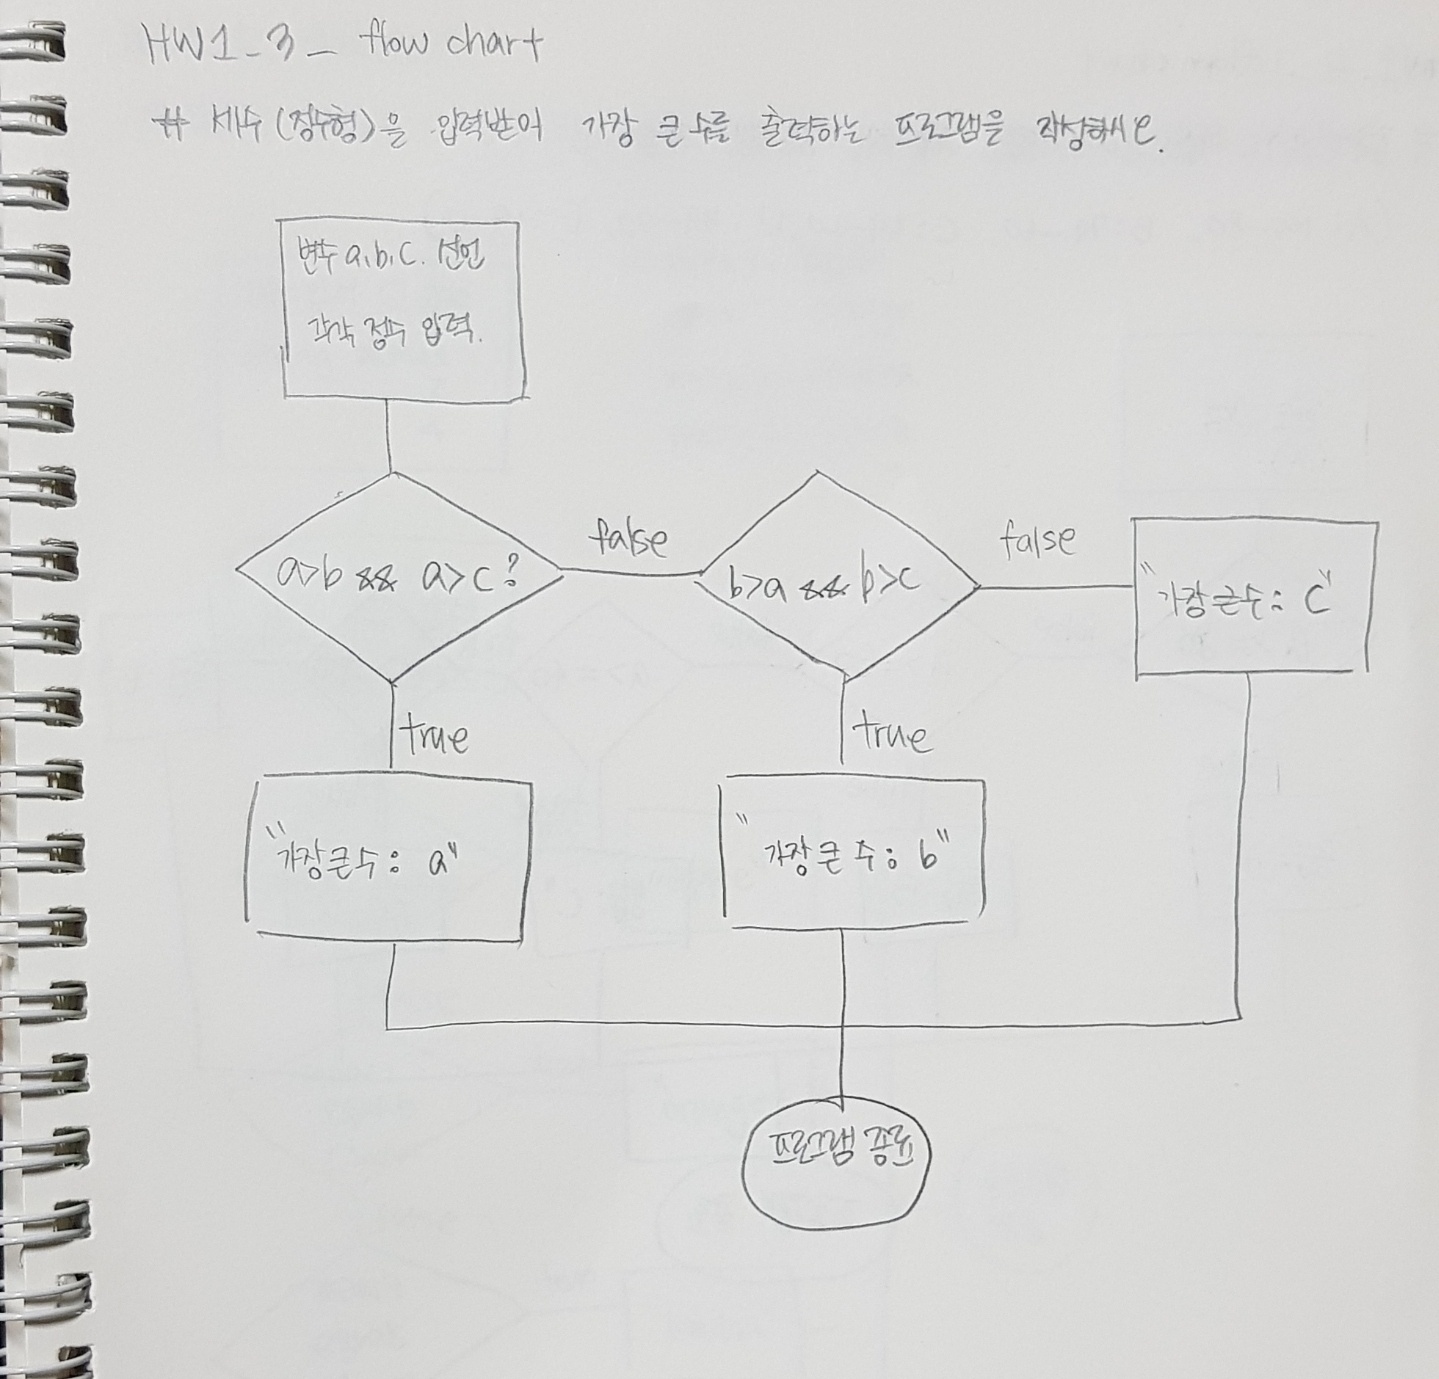 HW1_3_ flow chart
# 세수(정수형)을 입력받아 가장 큰 수를 출력하는 프로그램을 작성하시오.
변수 a,b,c. 선언
각각 정수 입력.
a>b && a>c?
false
b>a && b>c
false
"가장큰수: C"
true
true
"가장큰수: a"
"가장큰 수: b"
프로그램 종료